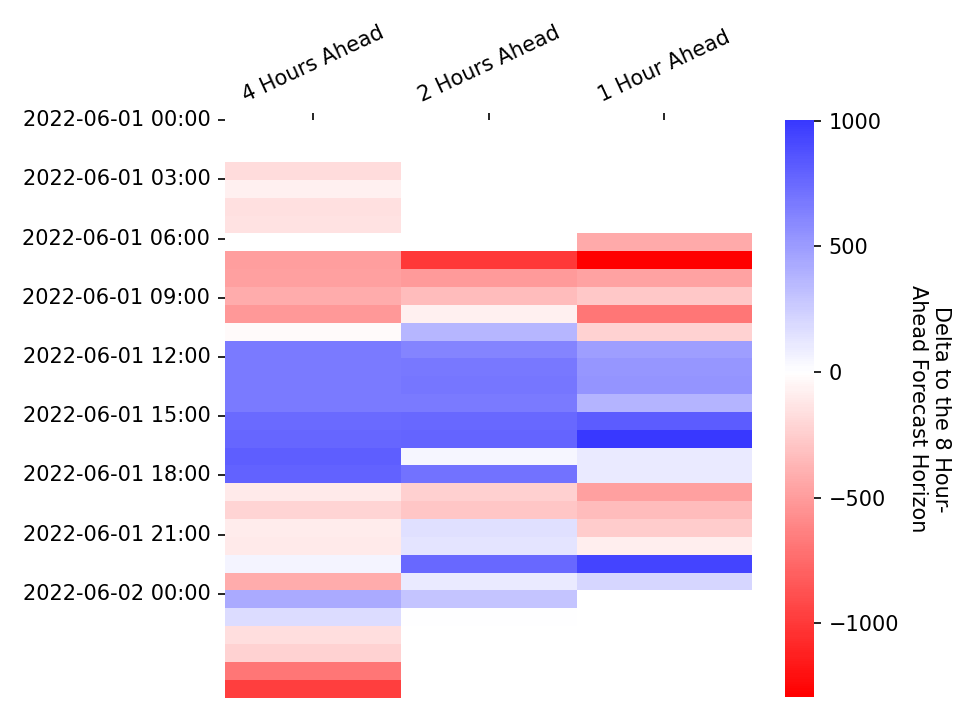 4 Hours Ahead
2 Hours Ahead
1 Hour Ahead
2022-06-01 00:00
2022-06-01 03:00
2022-06-01 06:00
2022-06-01 09:00
2022-06-01 12:00
2022-06-01 15:00
2022-06-01 18:00
2022-06-01 21:00
2022-06-02 00:00
1000
500
0
−500
−1000
Delta to the 8 Hour-
Ahead Forecast Horizon